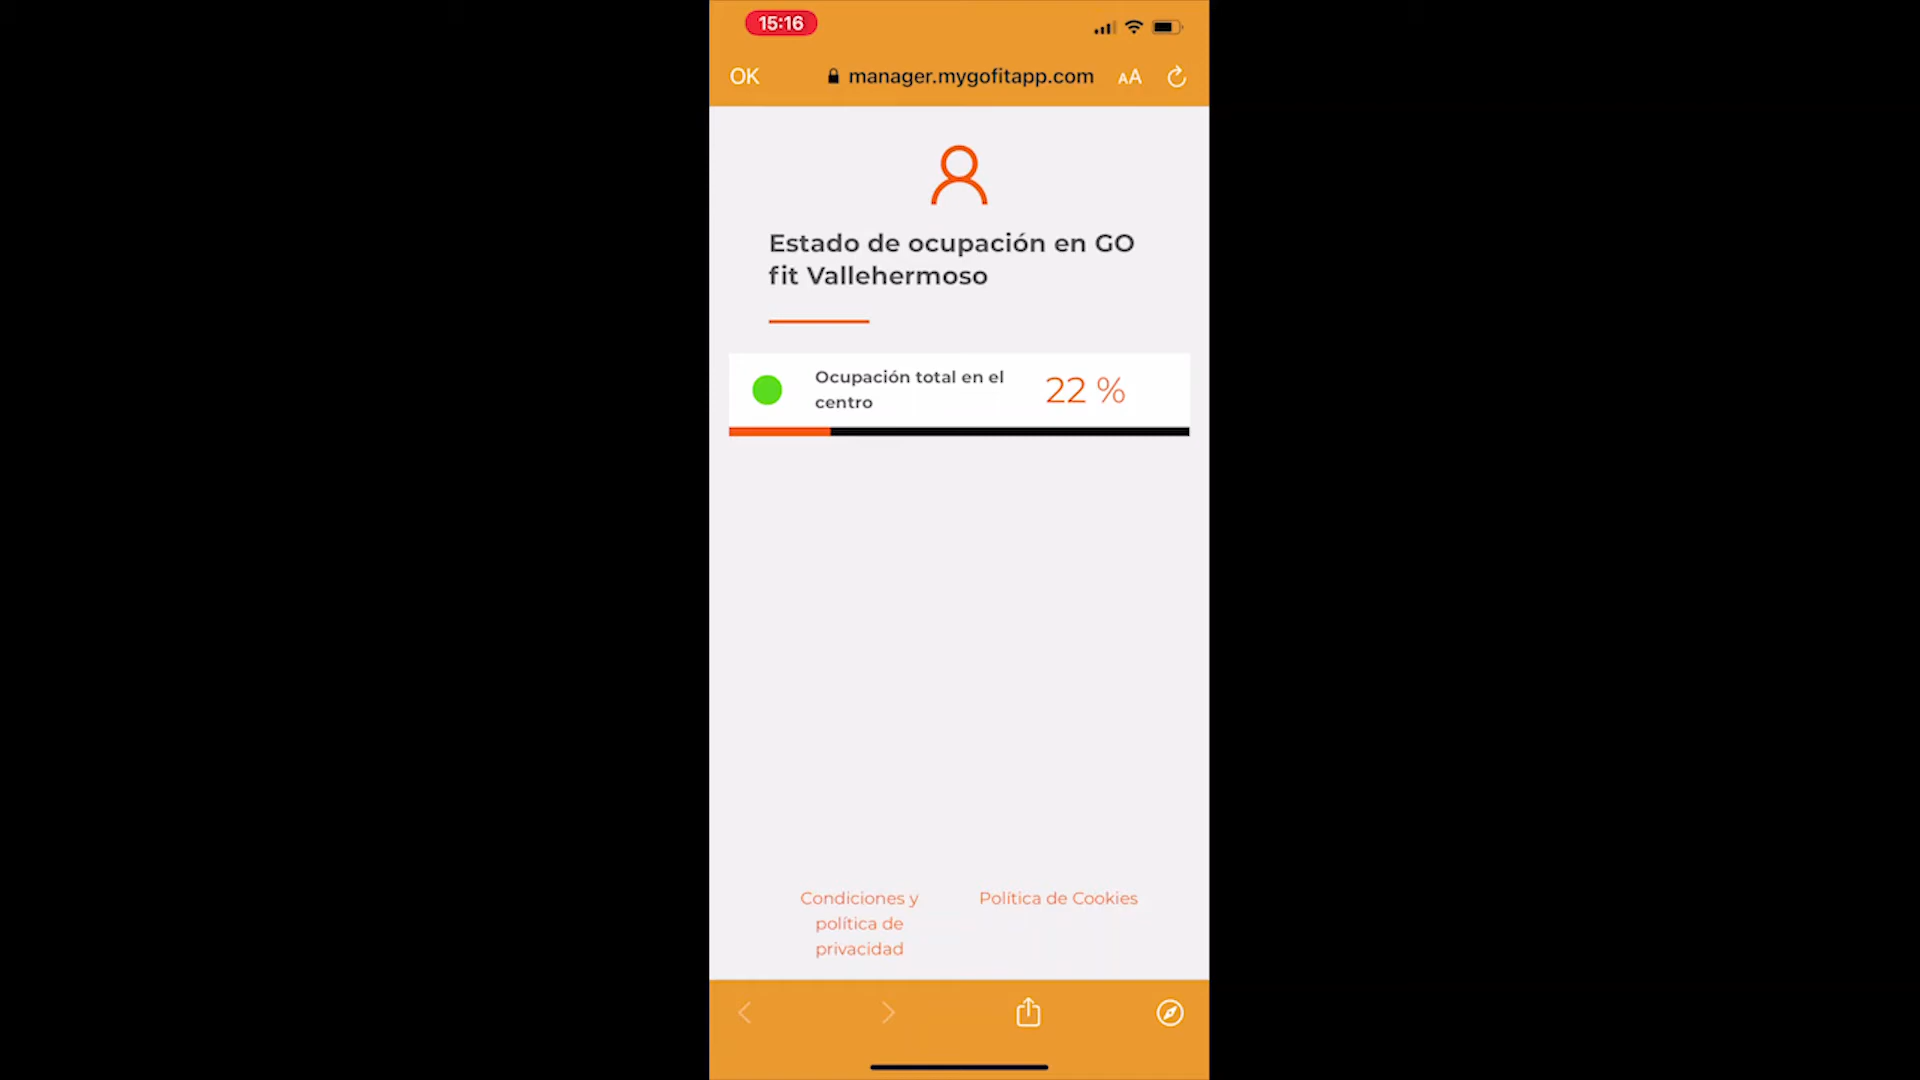 15:16
OK
manager.mygofitapp.com
AA
Estado de ocupación en GO
fit Vallehermoso
Ocupación total en el
centro
22 %
Condiciones y
política de
privacidad
Política de Cookies